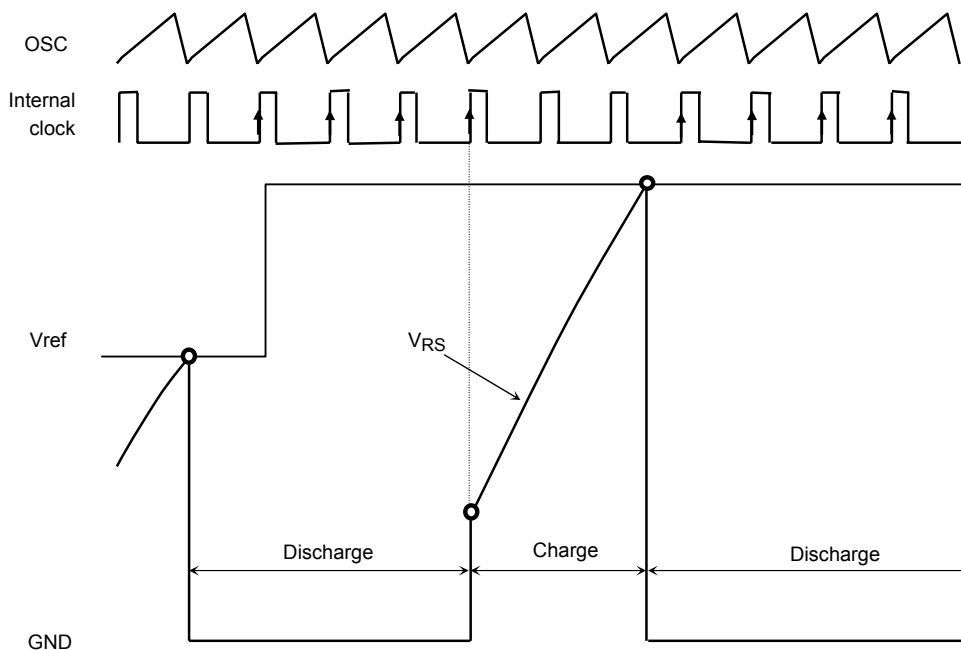 OSC
Internal
clock
Vref
VRS
Discharge
Charge
Discharge
GND